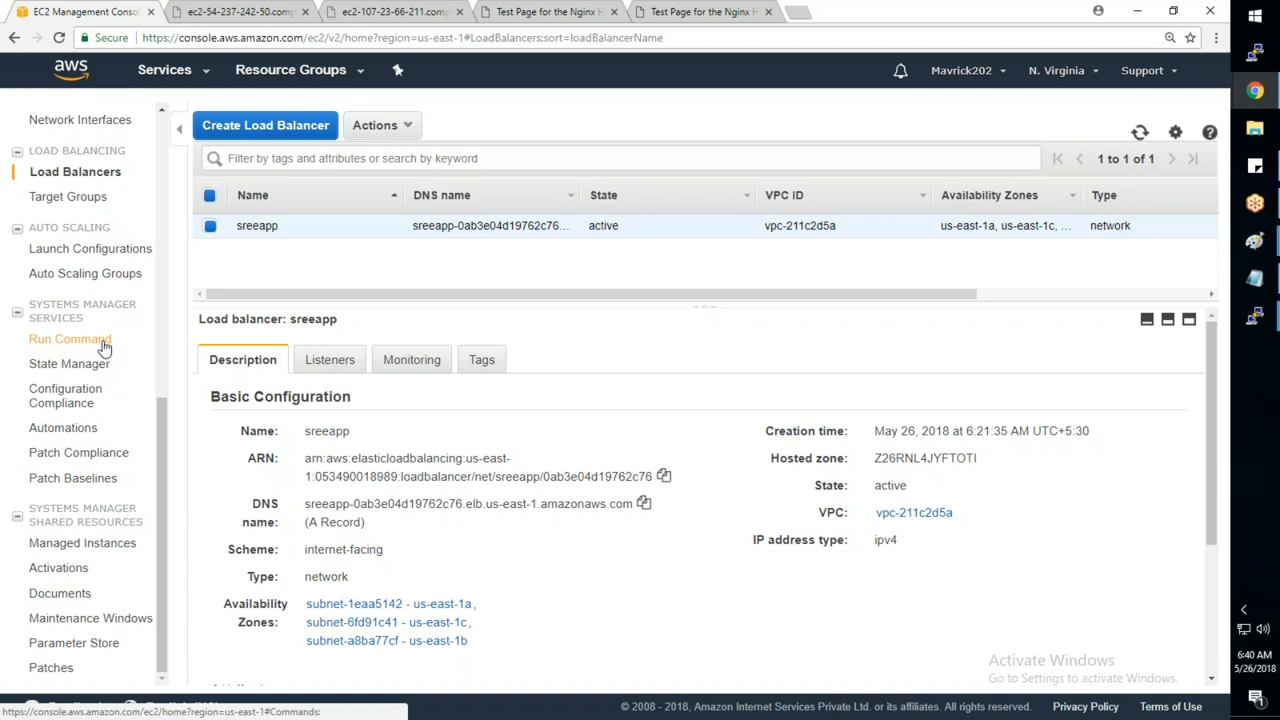 EC2 Management Conso
ec2-54-237-242-50.comp
ec2-107-23-66-211.comp
Test Page for the Nginx H
Test Page for the Nginx H
Secure
https://console.aws.amazon.com/ec2/v2/home?region=us-east-1#LoadBalancers:sort=loadBalancerName
aws
Services
Resource Groups
Mavrick202
N. Virginia
Support
Network Interfaces
LOAD BALANCING
Load Balancers
Target Groups
AUTO SCALING
Launch Configurations
Auto Scaling Groups
SYSTEMS MANAGER
SERVICES
Run Command
State Manager
Configuration
Compliance
Automations
Patch Compliance
Patch Baselines
SYSTEMS MANAGER
SHARED RESOURCES
Managed Instances
Activations
Documents
Maintenance Windows
Parameter Store
Patches
Create Load Balancer
Actions
Filter by tags and attributes or search by keyword
1 to 1 of 1
Name DNS name State VPC ID Availability Zones Type
sreeapp sreeapp-0ab3e04d19762c76... active vpc-211c2d5a us-east-1a, us-east-1c, ... network
Load balancer: sreeapp
Description
Listeners
Monitoring
Tags
Basic Configuration
Name: sreeapp
ARN: arn:aws:elasticloadbalancing:us-east-
1:053490018989:loadbalancer/net/sreeapp/0ab3e04d19762c76
DNS sreeapp-0ab3e04d19762c76.elb.us-east-1.amazonaws.com
name: (A Record)
Scheme: internet-facing
Type: network
Availability subnet-1eaa5142 - us-east-1a,
Zones: subnet-6fd91c41 - us-east-1c,
subnet-a8ba77cf - us-east-1b
Creation time: May 26, 2018 at 6:21:35 AM UTC+5:30
Hosted zone: Z26RNL4JYFTOTI
State: active
VPC: vpc-211c2d5a
IP address type: ipv4
Activate Windows
Go to Settings to activate Windows.
6:40 AM
5/26/2018
https://console.aws.amazon.com/ec2/home?region=us-east-1#Commands:
© 2008 - 2018, Amazon Internet Services Private Ltd. or its affiliates. All rights reserved.
Privacy Policy
Terms of Use